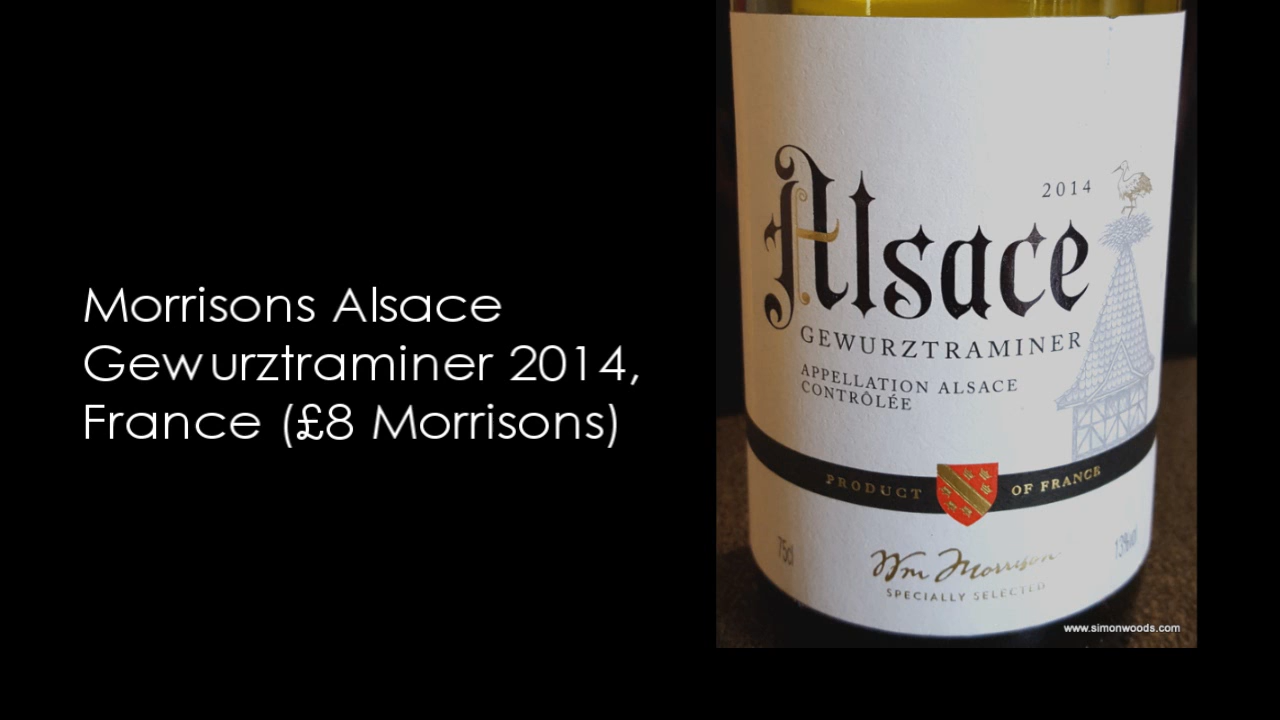 Morrisons Alsace
Gewurztraminer 2014,
France (£8 Morrisons)
2014
Alsace
GEWURZTRAMINER
APPELLATION ALSACE
CONTRÔLÉE
PRODUCT OF FRANCE
75cl
13%vol
Wm Morrison
SPECIALLY SELECTED
www.simonwoods.com